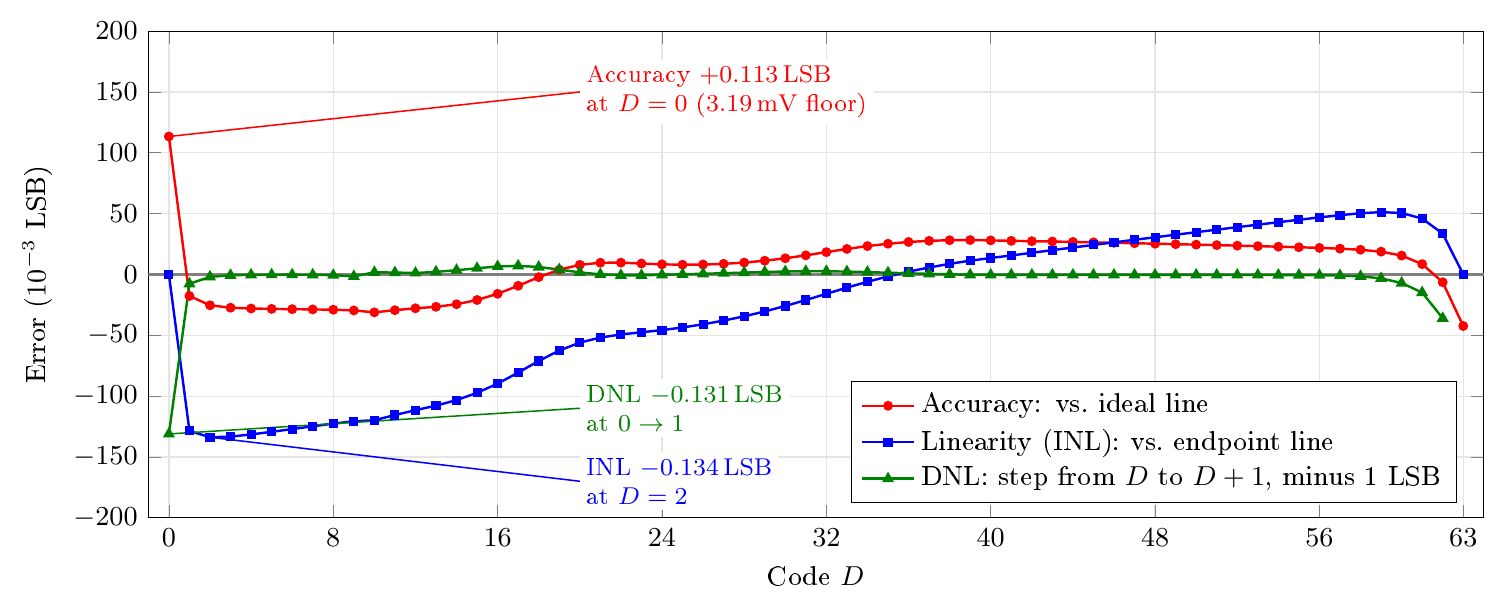 200
150
100
50
0
−50
−100
−150
−200
Error (10⁻³ LSB)
Accuracy +0.113 LSB
at D = 0 (3.19 mV floor)
DNL −0.131 LSB
at 0 → 1
INL −0.134 LSB
at D = 2
Accuracy: vs. ideal line
Linearity (INL): vs. endpoint line
DNL: step from D to D + 1, minus 1 LSB
0 8 16 24 32 40 48 56 63
Code D